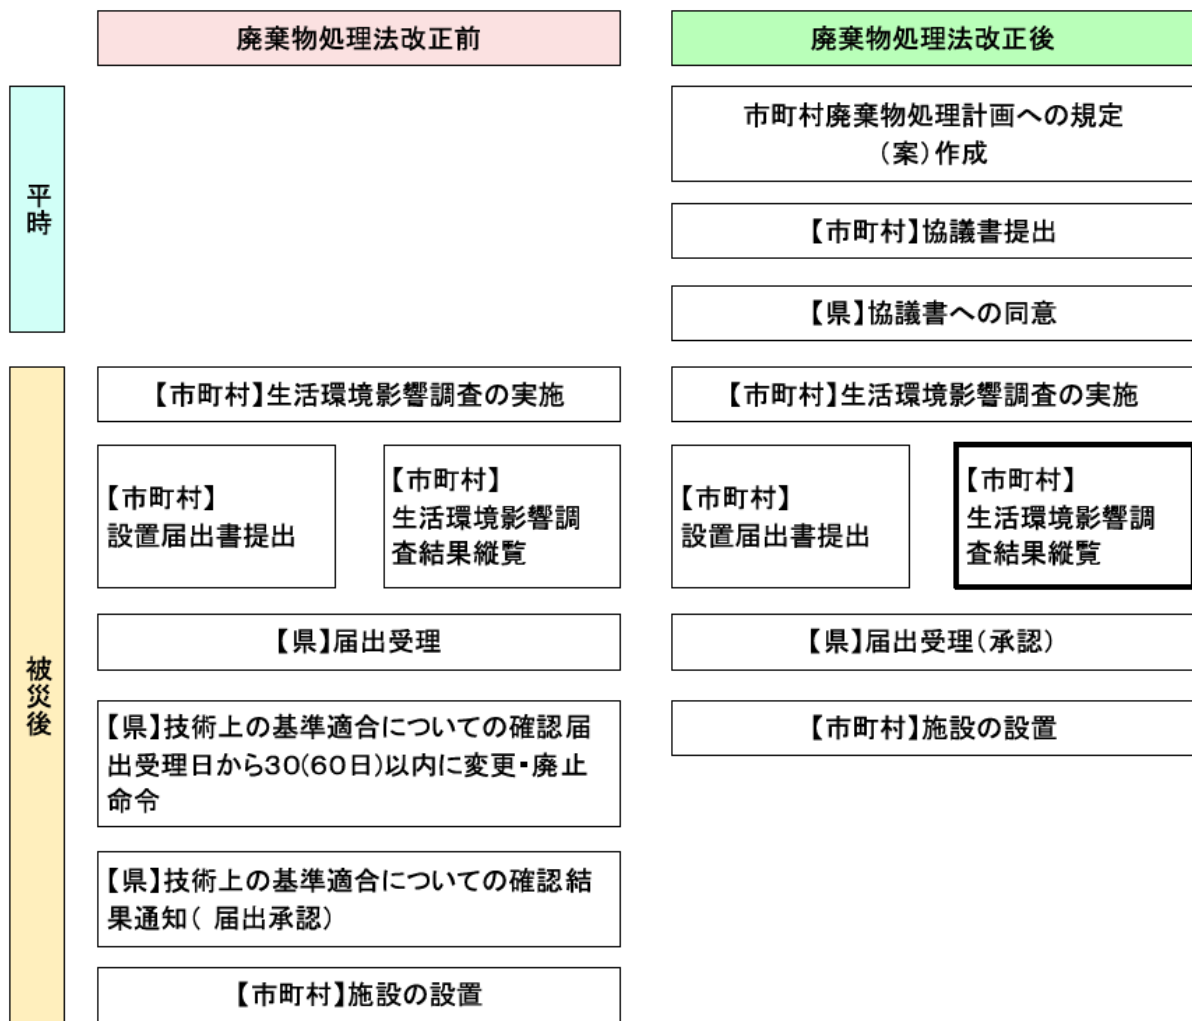 廃棄物処理法改正前
廃棄物処理法改正後
平時
市町村廃棄物処理計画への規定
（案）作成
【市町村】協議書提出
【県】協議書への同意
被災後
【市町村】生活環境影響調査の実施
【市町村】生活環境影響調査の実施
【市町村】
設置届出書提出
【市町村】
生活環境影響調
査結果縦覧
【市町村】
設置届出書提出
【市町村】
生活環境影響調
査結果縦覧
【県】届出受理
【県】届出受理（承認）
【県】技術上の基準適合についての確認届
出受理日から30(60日)以内に変更・廃止
命令
【市町村】施設の設置
【県】技術上の基準適合についての確認結
果通知（ 届出承認）
【市町村】施設の設置